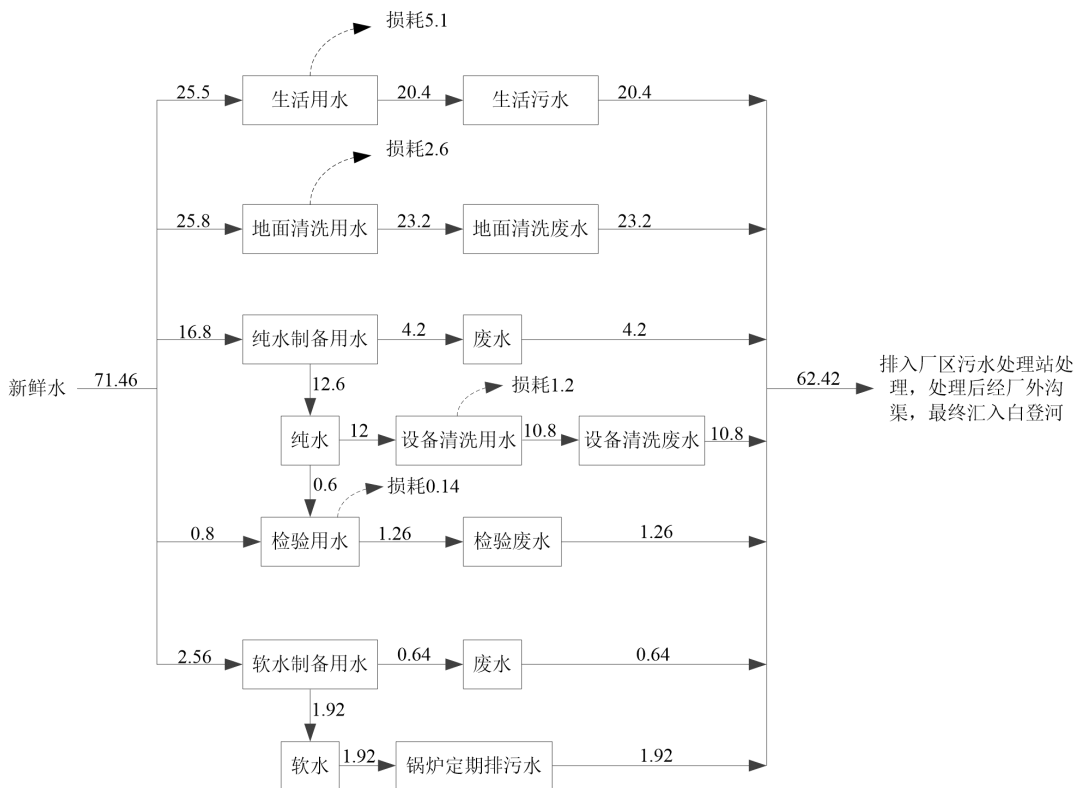 损耗5.1
25.5
生活用水
20.4
生活污水
20.4
损耗2.6
25.8
地面清洗用水
23.2
地面清洗废水
23.2
16.8
纯水制备用水
4.2
废水
4.2
新鲜水
71.46
12.6
损耗1.2
62.42
排入厂区污水处理站处
理，处理后经厂外沟
渠，最终汇入白登河
纯水
12
设备清洗用水
10.8
设备清洗废水
10.8
0.6
损耗0.14
0.8
检验用水
1.26
检验废水
1.26
2.56
软水制备用水
0.64
废水
0.64
1.92
软水
1.92
锅炉定期排污水
1.92